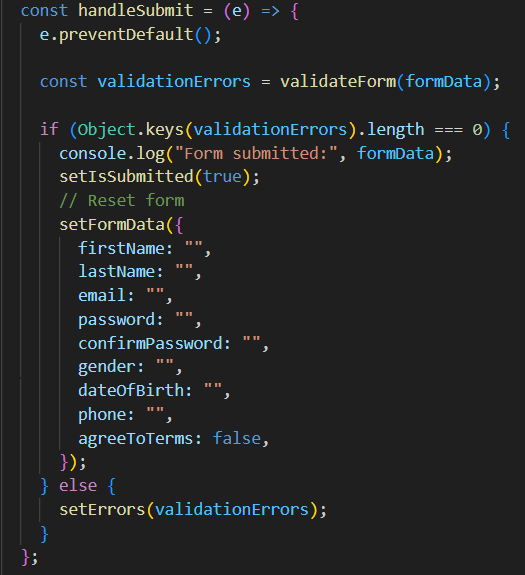 const handleSubmit = (e) => {
  e.preventDefault();

  const validationErrors = validateForm(formData);

  if (Object.keys(validationErrors).length === 0) {
    console.log("Form submitted:", formData);
    setIsSubmitted(true);
    // Reset form
    setFormData({
      firstName: "",
      lastName: "",
      email: "",
      password: "",
      confirmPassword: "",
      gender: "",
      dateOfBirth: "",
      phone: "",
      agreeToTerms: false,
    });
  } else {
    setErrors(validationErrors);
  }
};